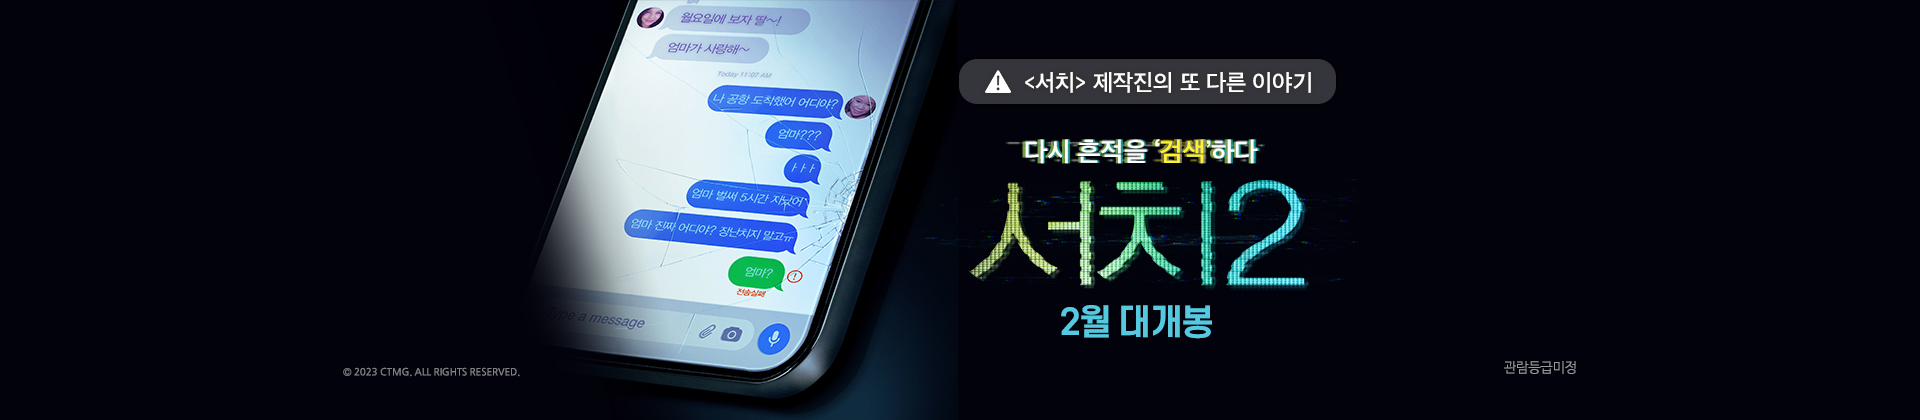 월요일에 보자 딸~!
엄마가 사랑해~
Today 11:07 AM
나 공항 도착했어 어디야?
엄마???
ㅏㅏㅏ
엄마 벌써 5시간 지났어
엄마 진짜 어디야? 장난치지 말고ㅠ
엄마?
전송실패
Type a message
<서치> 제작진의 또 다른 이야기
다시 흔적을 ‘검색’하다
서치2
2월 대개봉
© 2023 CTMG. ALL RIGHTS RESERVED.
관람등급미정